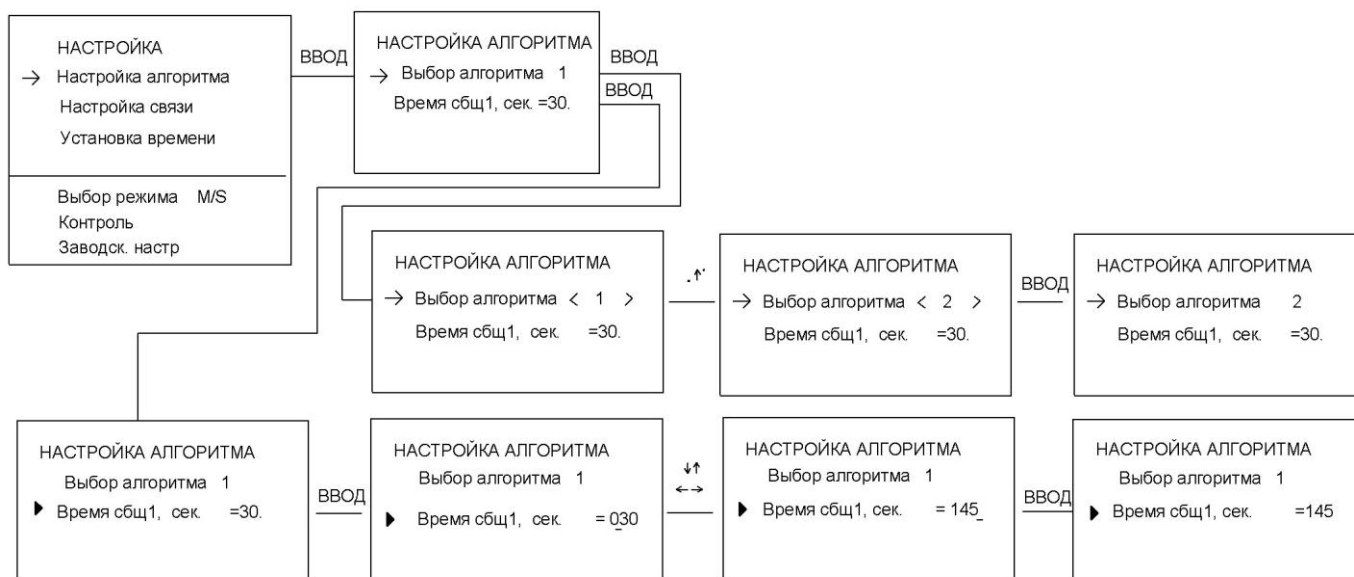 НАСТРОЙКА
→ Настройка алгоритма
Настройка связи
Установка времени
Выбор режима M/S
Контроль
Заводск. настр
ВВОД
НАСТРОЙКА АЛГОРИТМА
→ Выбор алгоритма 1
Время сбщ1, сек. =30.
ВВОД
ВВОД
НАСТРОЙКА АЛГОРИТМА
→ Выбор алгоритма < 1 >
Время сбщ1, сек. =30.
↑
НАСТРОЙКА АЛГОРИТМА
→ Выбор алгоритма < 2 >
Время сбщ1, сек. =30.
ВВОД
НАСТРОЙКА АЛГОРИТМА
→ Выбор алгоритма 2
Время сбщ1, сек. =30.
НАСТРОЙКА АЛГОРИТМА
Выбор алгоритма 1
▶ Время сбщ1, сек. =30.
ВВОД
НАСТРОЙКА АЛГОРИТМА
Выбор алгоритма 1
▶ Время сбщ1, сек. = 030
↓↑
←→
НАСТРОЙКА АЛГОРИТМА
Выбор алгоритма 1
▶ Время сбщ1, сек. = 145_
ВВОД
НАСТРОЙКА АЛГОРИТМА
Выбор алгоритма 1
▶ Время сбщ1, сек. =145